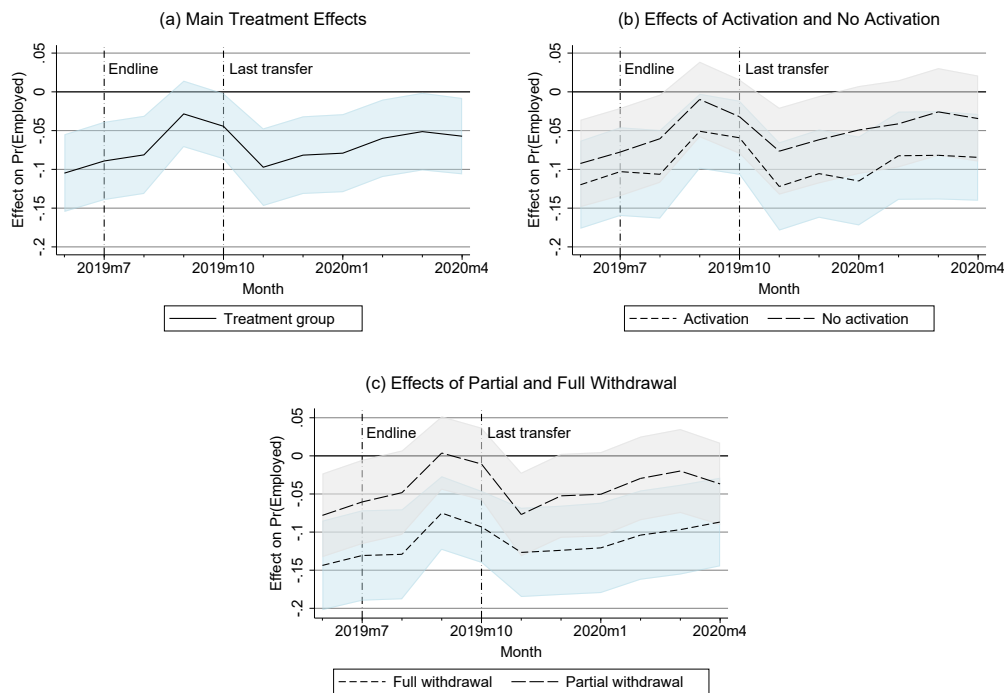 (a) Main Treatment Effects
Effect on Pr(Employed)
.05
0
-.05
-.1
-.15
-.2
Endline
Last transfer
2019m7
2019m10
2020m1
2020m4
Month
Treatment group
(b) Effects of Activation and No Activation
Effect on Pr(Employed)
.05
0
-.05
-.1
-.15
-.2
Endline
Last transfer
2019m7
2019m10
2020m1
2020m4
Month
Activation
No activation
(c) Effects of Partial and Full Withdrawal
Effect on Pr(Employed)
.05
0
-.05
-.1
-.15
-.2
Endline
Last transfer
2019m7
2019m10
2020m1
2020m4
Month
Full withdrawal
Partial withdrawal